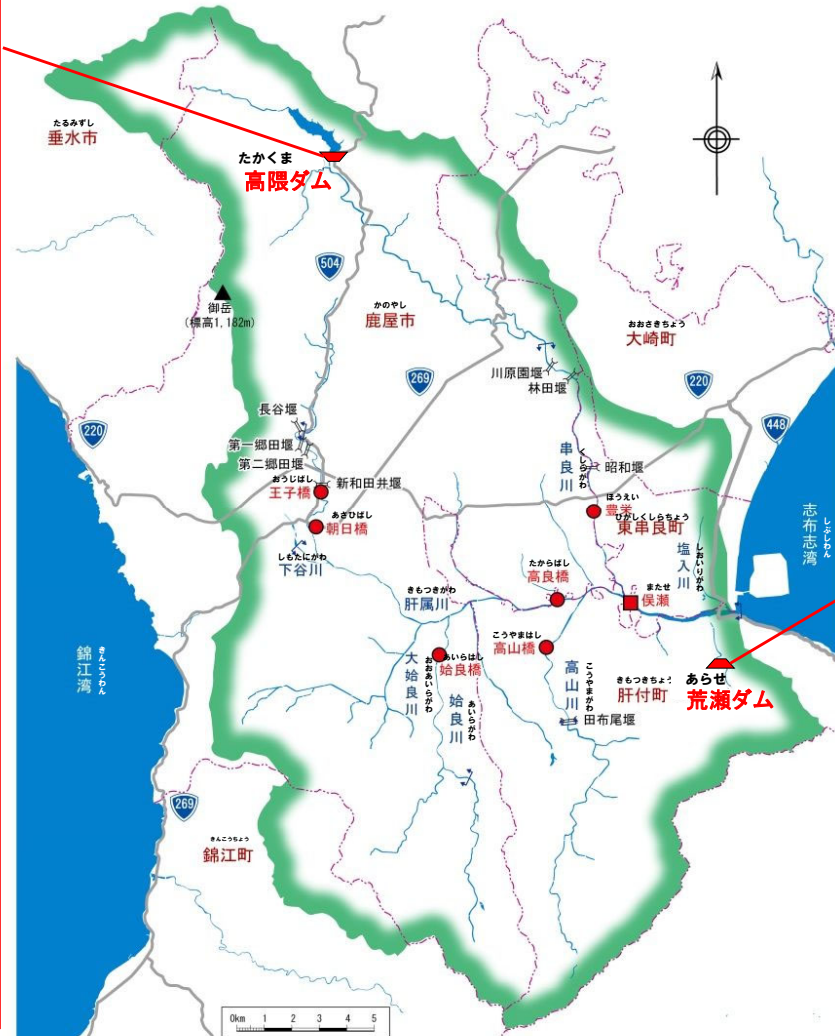 たるみずし
垂水市
たかくま
高隈ダム
504
御岳
(標高1,182m)
かのやし
鹿屋市
おおさきちょう
大崎町
川原園堰
林田堰
269
220
220
448
長谷堰
第一郷田堰
第二郷田堰
新和田井堰
おうじばし
王子橋
あさひばし
朝日橋
しもたにがわ
下谷川
串良川
くしらがわ
昭和堰
ほうえい
豊栄
ひがしくしらちょう
東串良町
塩入川
しおいりがわ
志布志湾
しぶしわん
たからばし
高良橋
きもつきがわ
肝属川
またせ
俣瀬
こうやまはし
高山橋
あいらはし
姶良橋
大姶良川
おおあいらがわ
姶良川
あいらがわ
高山川
こうやまがわ
きもつきちょう
肝付町
田布尾堰
あらせ
荒瀬ダム
錦江湾
きんこうわん
269
きんこうちょう
錦江町
0km 1 2 3 4 5